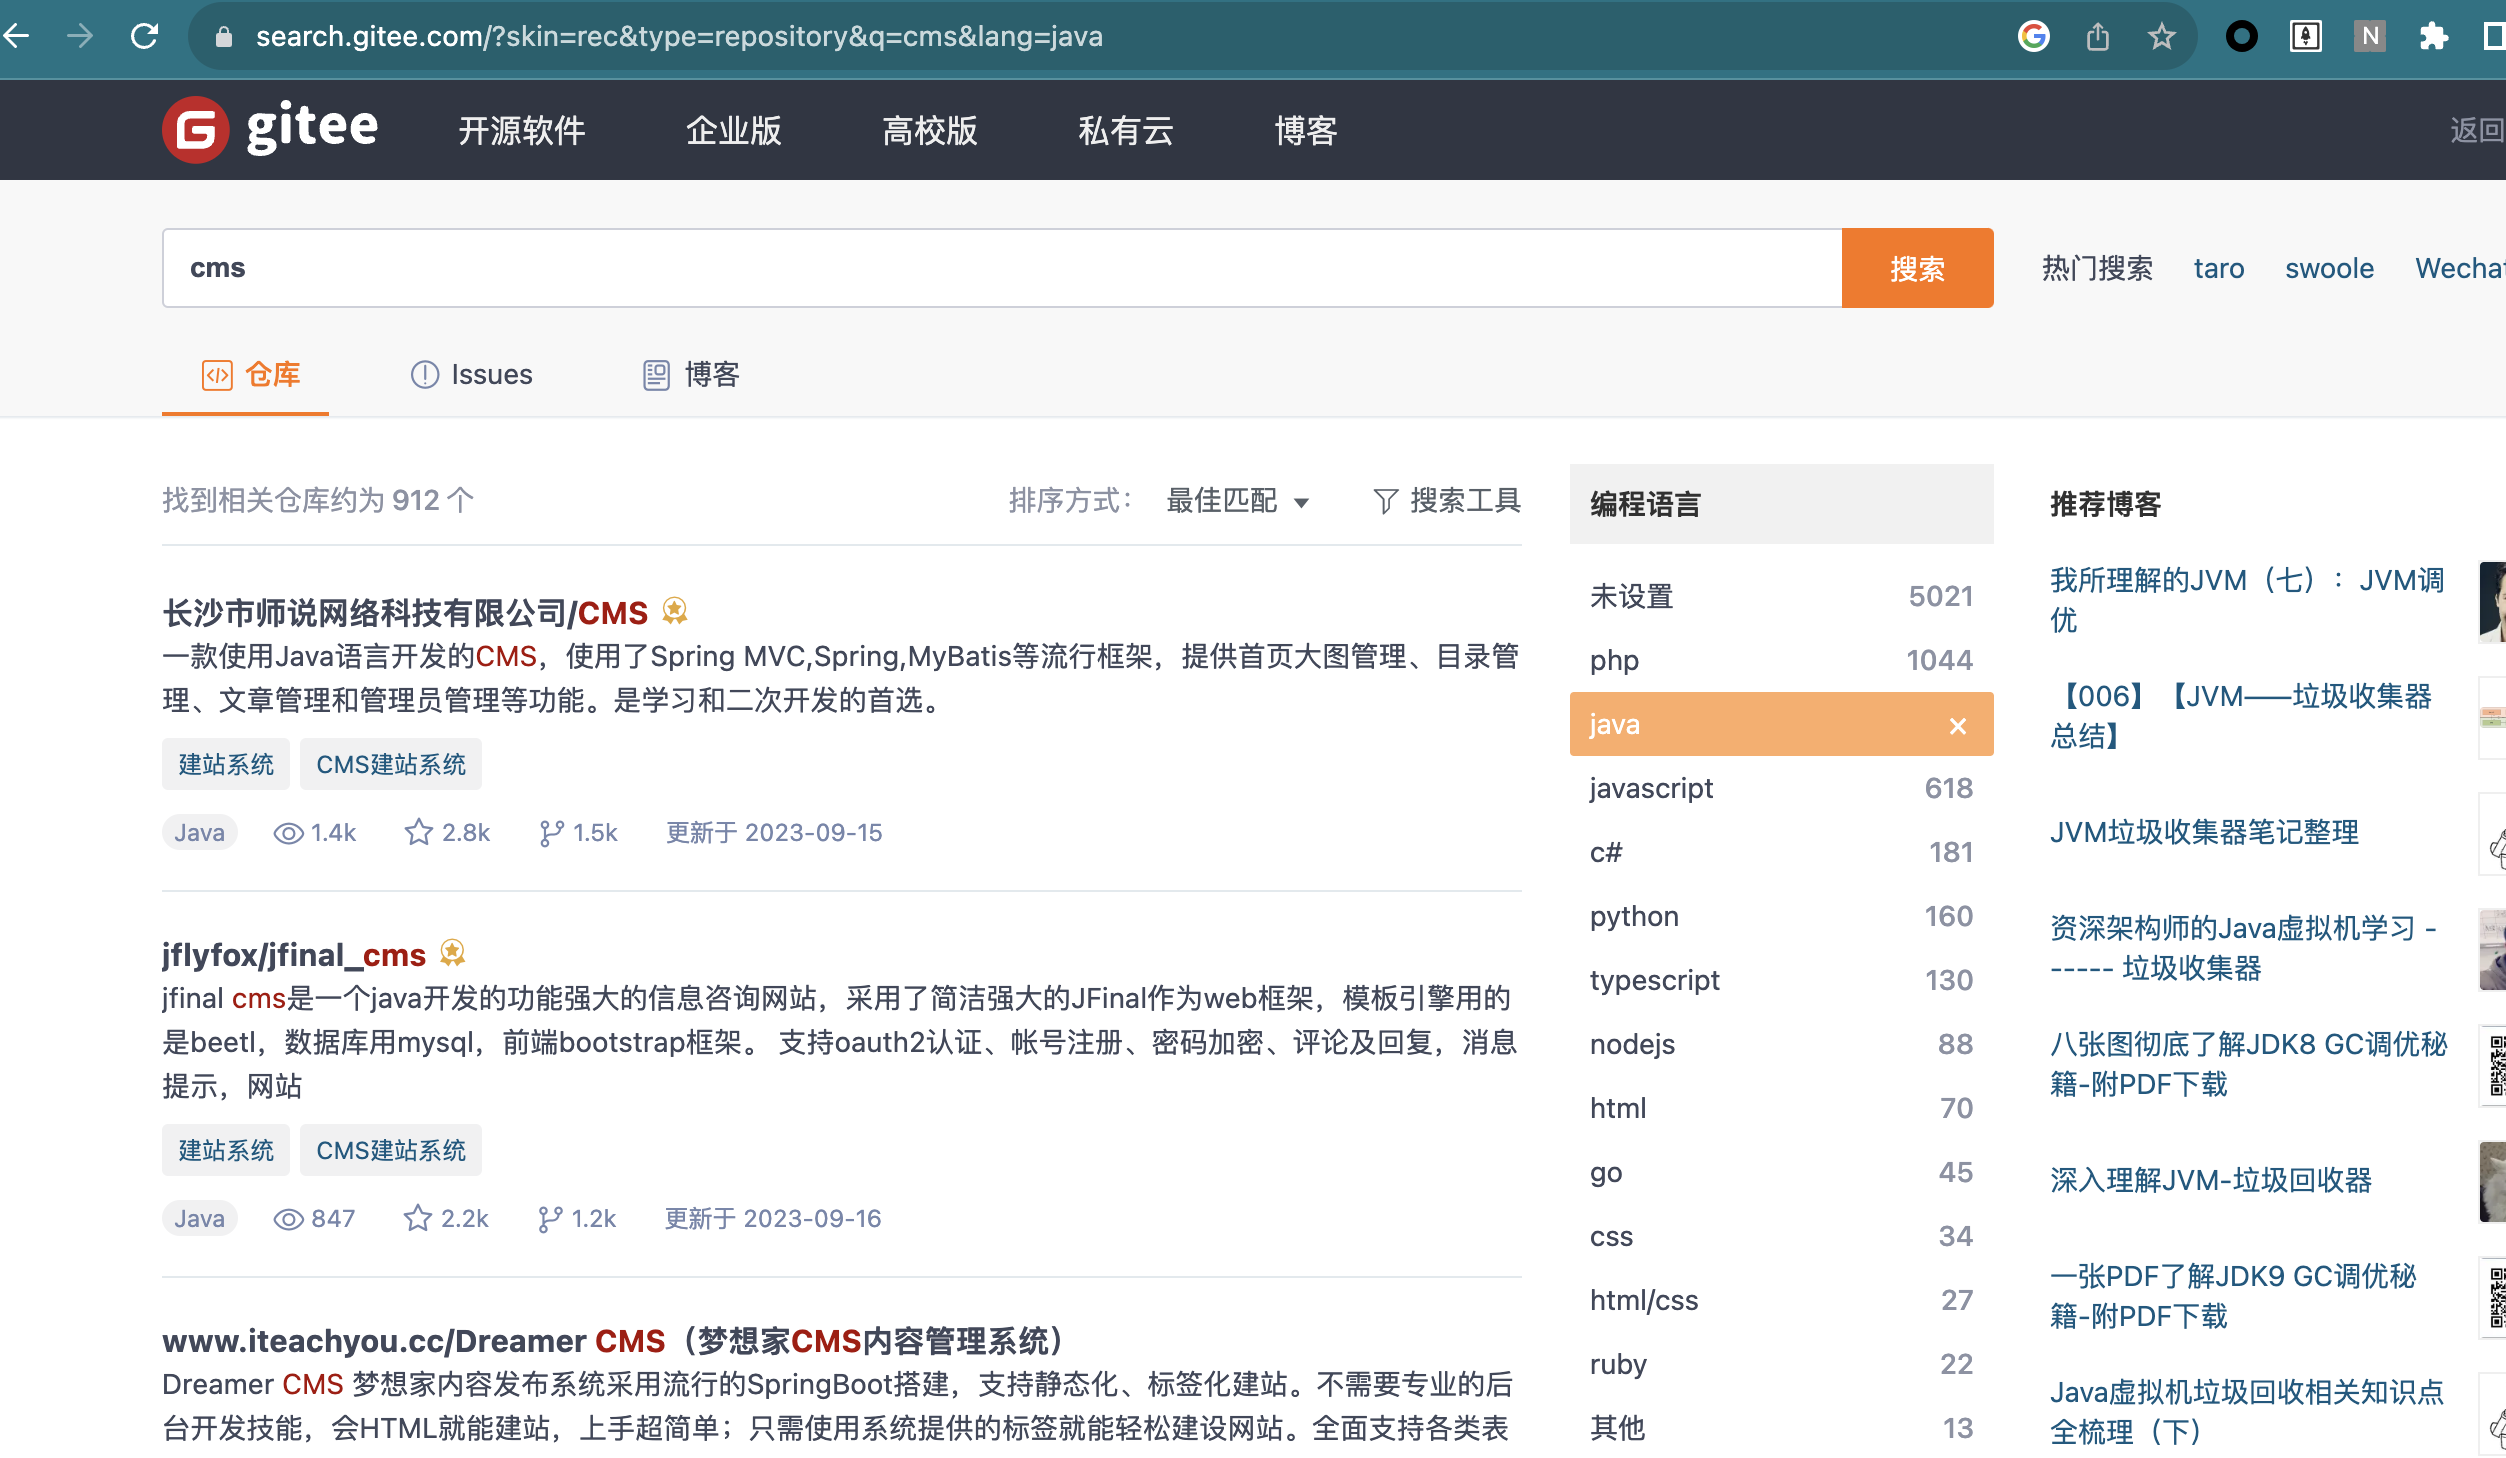 search.gitee.com/?skin=rec&type=repository&q=cms&lang=java
N
gitee
开源软件
企业版
高校版
私有云
博客
返回
cms
搜索
热门搜索
taro
swoole
Wechat
仓库
Issues
博客
找到相关仓库约为 912 个
排序方式：
最佳匹配
搜索工具
长沙市师说网络科技有限公司/CMS
一款使用Java语言开发的CMS，使用了Spring MVC,Spring,MyBatis等流行框架，提供首页大图管理、目录管
理、文章管理和管理员管理等功能。是学习和二次开发的首选。
建站系统
CMS建站系统
Java 1.4k 2.8k 1.5k 更新于 2023-09-15
jflyfox/jfinal_cms
jfinal cms是一个java开发的功能强大的信息咨询网站，采用了简洁强大的JFinal作为web框架，模板引擎用的
是beetl，数据库用mysql，前端bootstrap框架。 支持oauth2认证、帐号注册、密码加密、评论及回复，消息
提示，网站
建站系统
CMS建站系统
Java 847 2.2k 1.2k 更新于 2023-09-16
www.iteachyou.cc/Dreamer CMS（梦想家CMS内容管理系统）
Dreamer CMS 梦想家内容发布系统采用流行的SpringBoot搭建，支持静态化、标签化建站。不需要专业的后
台开发技能，会HTML就能建站，上手超简单；只需使用系统提供的标签就能轻松建设网站。全面支持各类表
编程语言
未设置 5021
php 1044
java ×
javascript 618
c# 181
python 160
typescript 130
nodejs 88
html 70
go 45
css 34
html/css 27
ruby 22
其他 13
推荐博客
我所理解的JVM（七）：JVM调
优
【006】【JVM——垃圾收集器
总结】
JVM垃圾收集器笔记整理
资深架构师的Java虚拟机学习 -
----- 垃圾收集器
八张图彻底了解JDK8 GC调优秘
籍-附PDF下载
深入理解JVM-垃圾回收器
一张PDF了解JDK9 GC调优秘
籍-附PDF下载
Java虚拟机垃圾回收相关知识点
全梳理（下）